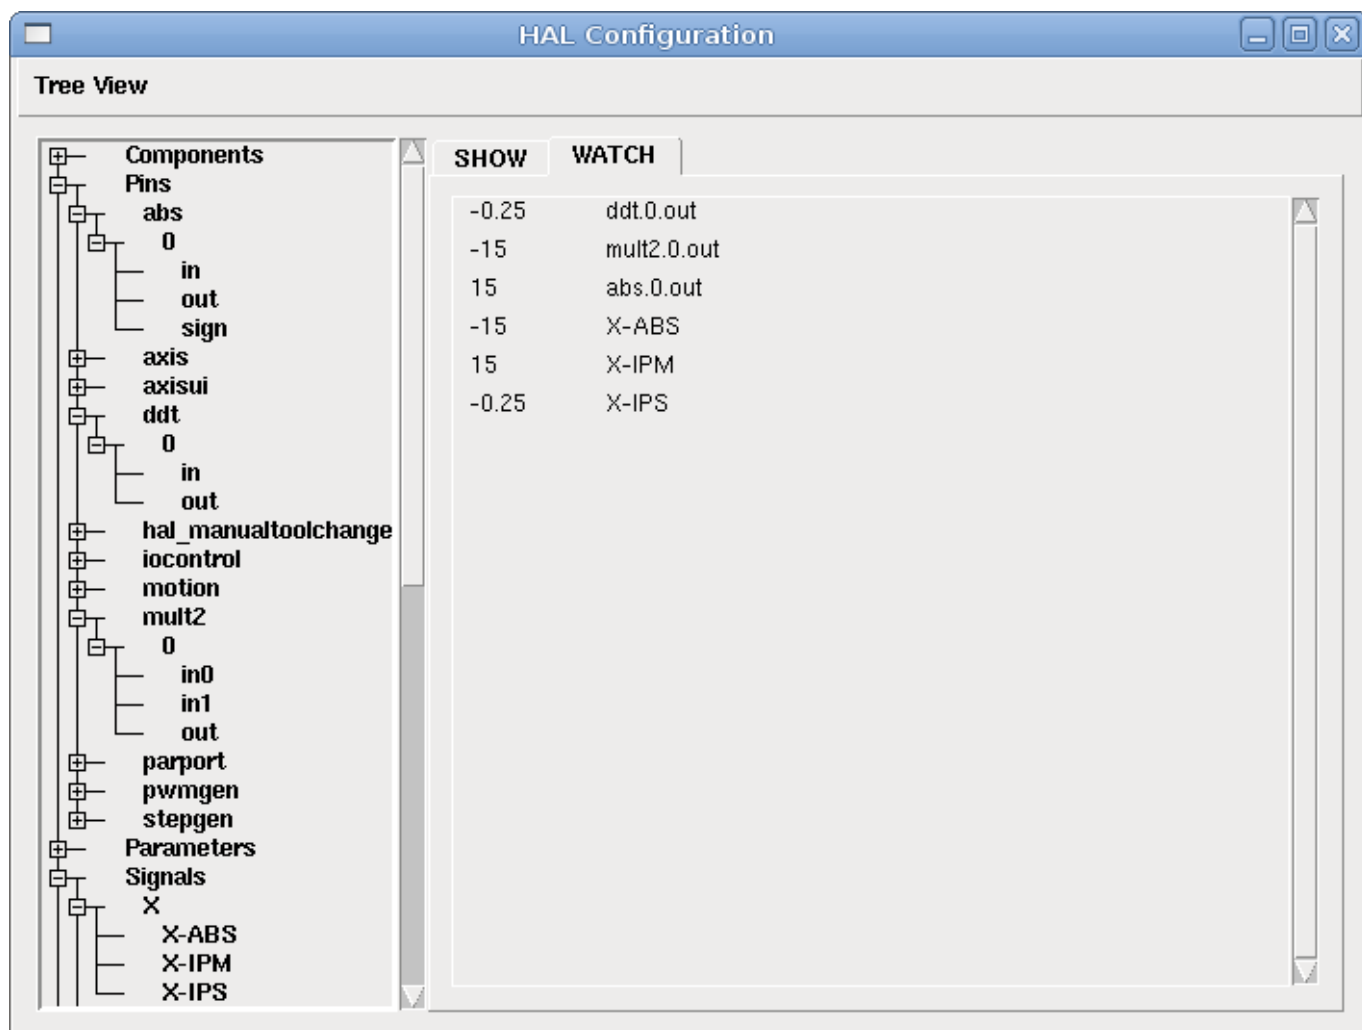 HAL Configuration
Tree View
Components
Pins
abs
0
in
out
sign
axis
axisui
ddt
0
in
out
hal_manualtoolchange
iocontrol
motion
mult2
0
in0
in1
out
parport
pwmgen
stepgen
Parameters
Signals
X
X-ABS
X-IPM
X-IPS
SHOW WATCH
-0.25 ddt.0.out
-15 mult2.0.out
15 abs.0.out
-15 X-ABS
15 X-IPM
-0.25 X-IPS